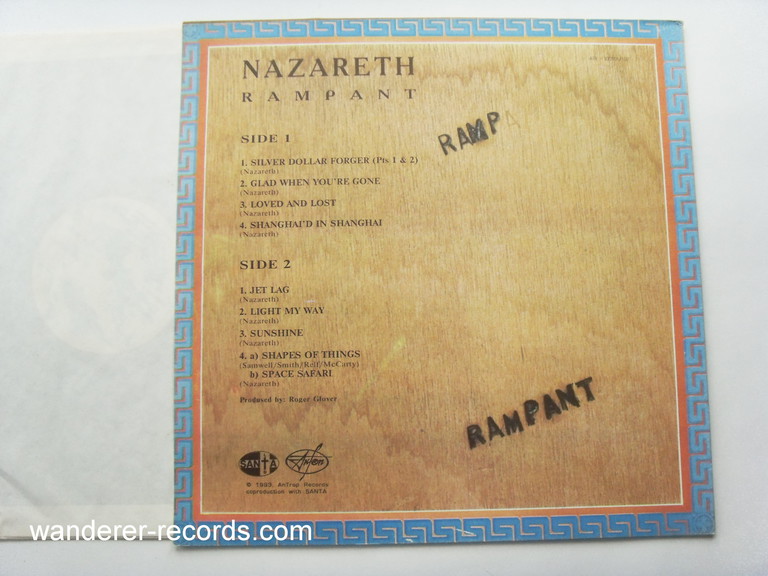 NAZARETH
RAMPANT
RAMPA
SIDE 1
1. SILVER DOLLAR FORGER (Pts 1 & 2)
(Nazareth)
2. GLAD WHEN YOU'RE GONE
(Nazareth)
3. LOVED AND LOST
(Nazareth)
4. SHANGHAI'D IN SHANGHAI
(Nazareth)
SIDE 2
1. JET LAG
(Nazareth)
2. LIGHT MY WAY
(Nazareth)
3. SUNSHINE
(Nazareth)
4. a) SHAPES OF THINGS
(Samwell/Smith/Relf/McCarty)
b) SPACE SAFARI
(Nazareth)
Produced by: Roger Glover
RAMPANT
SANTA
© 1993. AnTrop Records
coproduction with SANTA
wanderer-records.com